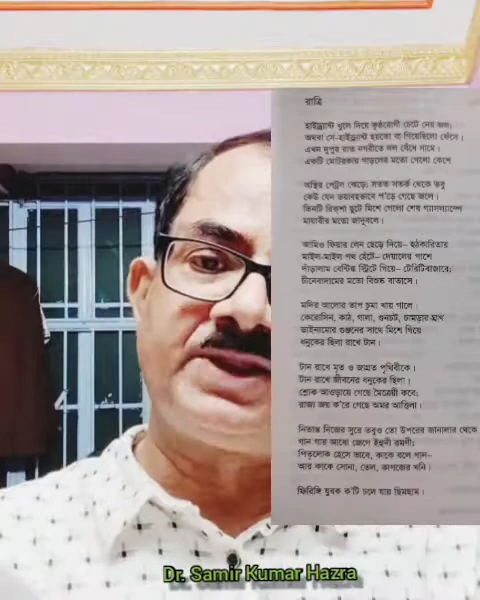 রাত্রি
হাইড্র্যান্ট খুলে দিয়ে কুষ্ঠরোগী চেটে নেয় জল;
অথবা সে-হাইড্র্যান্ট হয়তো বা গিয়েছিলো ফেঁসে।
এখন দুপুর রাত নগরীতে দল বেঁধে নামে।
একটি মোটরকার গাড়লের মতো গেলো কেশে
অস্থির পেট্রল ঝেড়ে; সতত সতর্ক থেকে তবু
কেউ যেন ভয়াবহভাবে প'ড়ে গেছে জলে।
তিনটি রিক্‌শা ছুটে মিশে গেলো শেষ গ্যাসল্যাম্পে
মায়াবীর মতো জাদুবলে।
আমিও ফিয়ার লেন ছেড়ে দিয়ে– হঠকারিতায়
মাইল-মাইল পথ হেঁটে– দেয়ালের পাশে
দাঁড়ালাম বেন্টিঙ্ক স্ট্রিটে গিয়ে– টেরিটিবাজারে;
চীনেবাদামের মতো বিশুষ্ক বাতাসে।
মদির আলোর তাপ চুমা খায় গালে।
কেরোসিন, কাঠ, গালা, গুনচট, চামড়ার ঘ্রাণ
ডাইনামোর গুঞ্জনের সাথে মিশে গিয়ে
ধনুকের ছিলা রাখে টান।
টান রাখে মৃত ও জাগ্রত পৃথিবীকে।
টান রাখে জীবনের ধনুকের ছিলা।
শ্লোক আওড়ায়ে গেছে মৈত্রেয়ী কবে;
রাজ্য জয় ক'রে গেছে অমর আত্তিলা।
নিতান্ত নিজের সুরে তবুও তো উপরের জানালার থেকে
গান গায় আধো জেগে ইহুদী রমণী;
পিতৃলোক হেসে ভাবে, কাকে বলে গান–
আর কাকে সোনা, তেল, কাগজের খনি।
ফিরিঙ্গি যুবক ক'টি চলে যায় ছিমছাম।
Dr. Samir Kumar Hazra